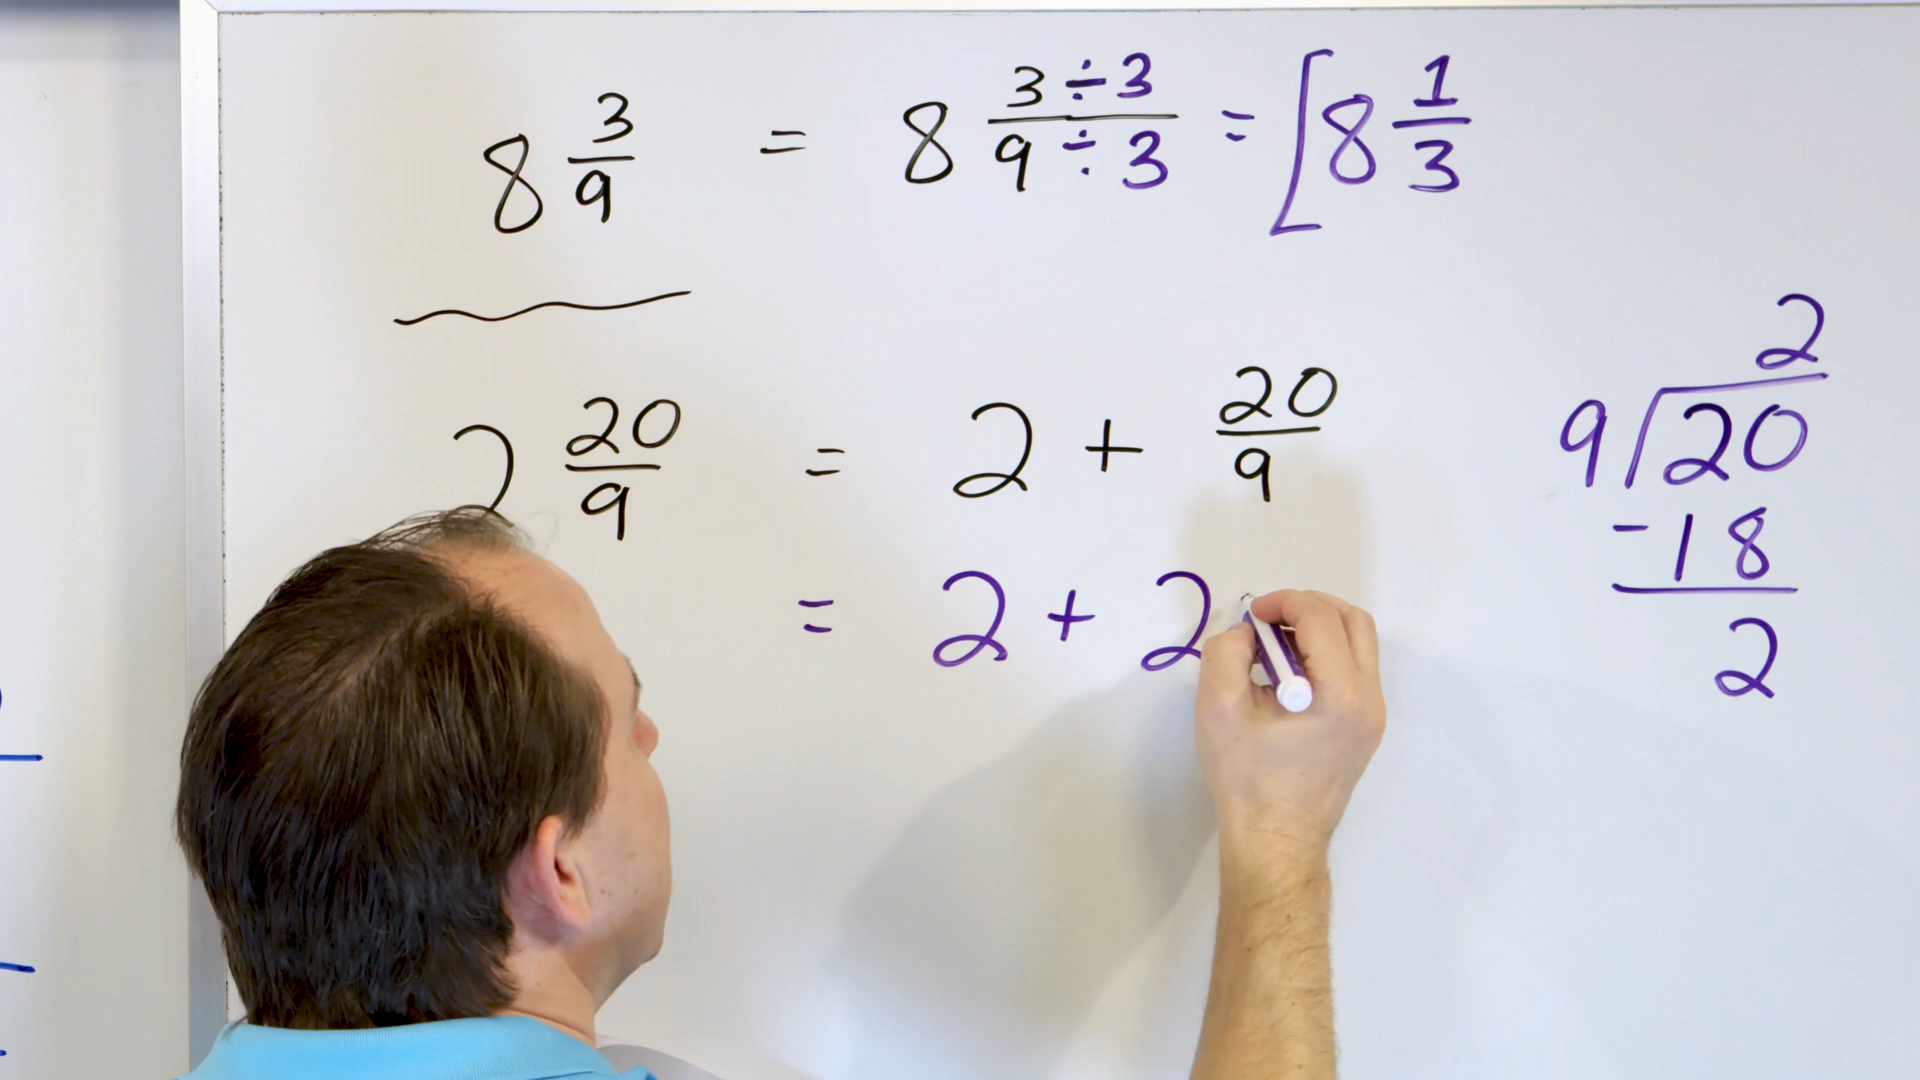 8 3/9 = 8 3÷3/9÷3 = [8 1/3
2 20/9 = 2 + 20/9
= 2 + 2
2
9√20
-18
2